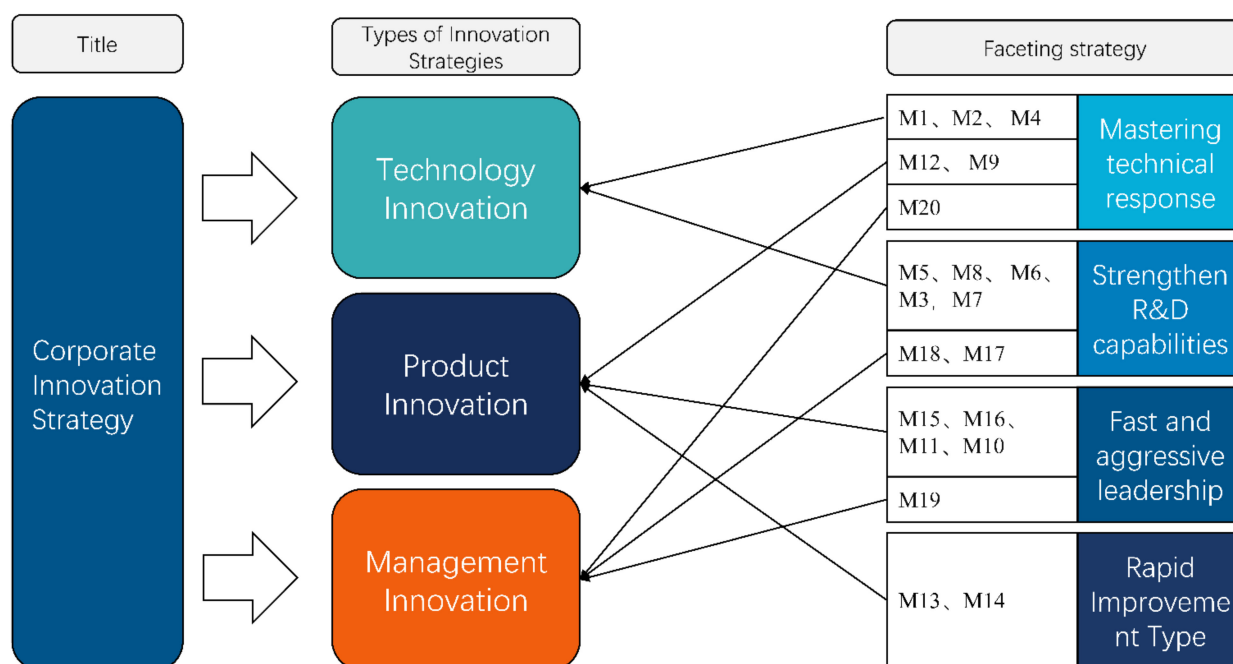 Title
Types of Innovation
Strategies
Faceting strategy
Corporate
Innovation
Strategy
Technology
Innovation
Product
Innovation
Management
Innovation
M1、M2、 M4
M12、 M9
M20
Mastering
technical
response
M5、M8、 M6、
M3, M7
M18、M17
Strengthen
R&D
capabilities
M15、M16、
M11、M10
M19
Fast and
aggressive
leadership
M13、M14
Rapid
Improveme
nt Type